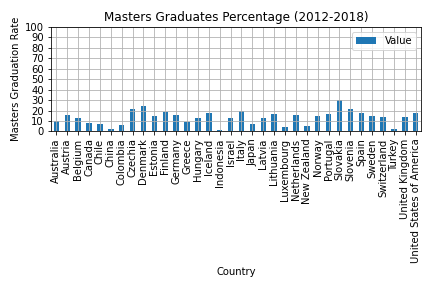 Masters Graduates Percentage (2012-2018)
Masters Graduation Rate
100
90
80
70
60
50
40
30
20
10
0
Value
Australia
Austria
Belgium
Canada
Chile
China
Colombia
Czechia
Denmark
Estonia
Finland
Germany
Greece
Hungary
Iceland
Indonesia
Israel
Italy
Japan
Latvia
Lithuania
Luxembourg
Netherlands
New Zealand
Norway
Portugal
Slovakia
Slovenia
Spain
Sweden
Switzerland
Turkey
United Kingdom
United States of America
Country